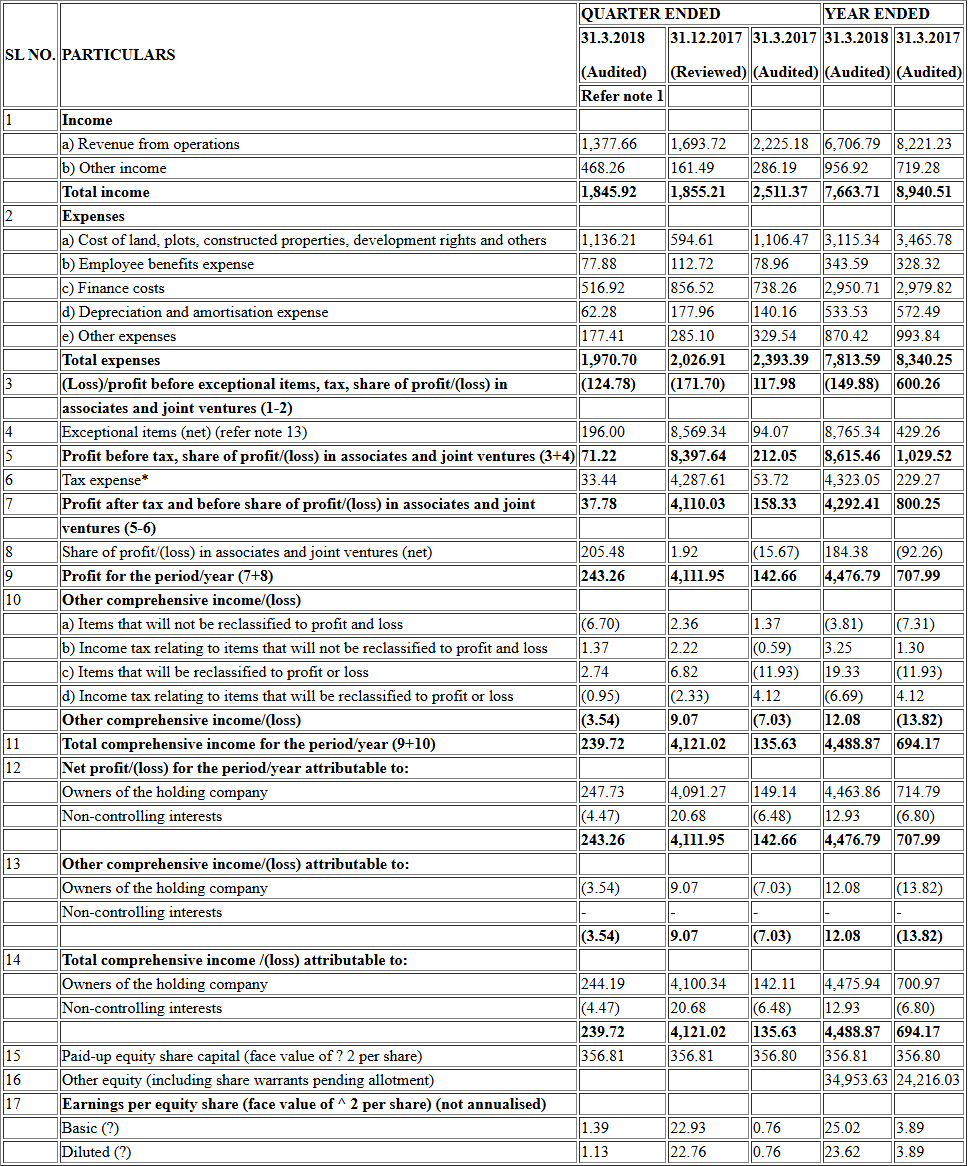 QUARTER ENDED YEAR ENDED
SL NO. PARTICULARS 31.3.2018 31.12.2017 31.3.2017 31.3.2018 31.3.2017
(Audited) (Reviewed) (Audited) (Audited) (Audited)
Refer note 1
1 Income
a) Revenue from operations 1,377.66 1,693.72 2,225.18 6,706.79 8,221.23
b) Other income 468.26 161.49 286.19 956.92 719.28
Total income 1,845.92 1,855.21 2,511.37 7,663.71 8,940.51
2 Expenses
a) Cost of land, plots, constructed properties, development rights and others 1,136.21 594.61 1,106.47 3,115.34 3,465.78
b) Employee benefits expense 77.88 112.72 78.96 343.59 328.32
c) Finance costs 516.92 856.52 738.26 2,950.71 2,979.82
d) Depreciation and amortisation expense 62.28 177.96 140.16 533.53 572.49
e) Other expenses 177.41 285.10 329.54 870.42 993.84
Total expenses 1,970.70 2,026.91 2,393.39 7,813.59 8,340.25
3 (Loss)/profit before exceptional items, tax, share of profit/(loss) in (124.78) (171.70) 117.98 (149.88) 600.26
associates and joint ventures (1-2)
4 Exceptional items (net) (refer note 13) 196.00 8,569.34 94.07 8,765.34 429.26
5 Profit before tax, share of profit/(loss) in associates and joint ventures (3+4) 71.22 8,397.64 212.05 8,615.46 1,029.52
6 Tax expense* 33.44 4,287.61 53.72 4,323.05 229.27
7 Profit after tax and before share of profit/(loss) in associates and joint 37.78 4,110.03 158.33 4,292.41 800.25
ventures (5-6)
8 Share of profit/(loss) in associates and joint ventures (net) 205.48 1.92 (15.67) 184.38 (92.26)
9 Profit for the period/year (7+8) 243.26 4,111.95 142.66 4,476.79 707.99
10 Other comprehensive income/(loss)
a) Items that will not be reclassified to profit and loss (6.70) 2.36 1.37 (3.81) (7.31)
b) Income tax relating to items that will not be reclassified to profit and loss 1.37 2.22 (0.59) 3.25 1.30
c) Items that will be reclassified to profit or loss 2.74 6.82 (11.93) 19.33 (11.93)
d) Income tax relating to items that will be reclassified to profit or loss (0.95) (2.33) 4.12 (6.69) 4.12
Other comprehensive income/(loss) (3.54) 9.07 (7.03) 12.08 (13.82)
11 Total comprehensive income for the period/year (9+10) 239.72 4,121.02 135.63 4,488.87 694.17
12 Net profit/(loss) for the period/year attributable to:
Owners of the holding company 247.73 4,091.27 149.14 4,463.86 714.79
Non-controlling interests (4.47) 20.68 (6.48) 12.93 (6.80)
243.26 4,111.95 142.66 4,476.79 707.99
13 Other comprehensive income/(loss) attributable to:
Owners of the holding company (3.54) 9.07 (7.03) 12.08 (13.82)
Non-controlling interests - - - - -
(3.54) 9.07 (7.03) 12.08 (13.82)
14 Total comprehensive income /(loss) attributable to:
Owners of the holding company 244.19 4,100.34 142.11 4,475.94 700.97
Non-controlling interests (4.47) 20.68 (6.48) 12.93 (6.80)
239.72 4,121.02 135.63 4,488.87 694.17
15 Paid-up equity share capital (face value of ? 2 per share) 356.81 356.81 356.80 356.81 356.80
16 Other equity (including share warrants pending allotment) 34,953.63 24,216.03
17 Earnings per equity share (face value of ^ 2 per share) (not annualised)
Basic (?) 1.39 22.93 0.76 25.02 3.89
Diluted (?) 1.13 22.76 0.76 23.62 3.89